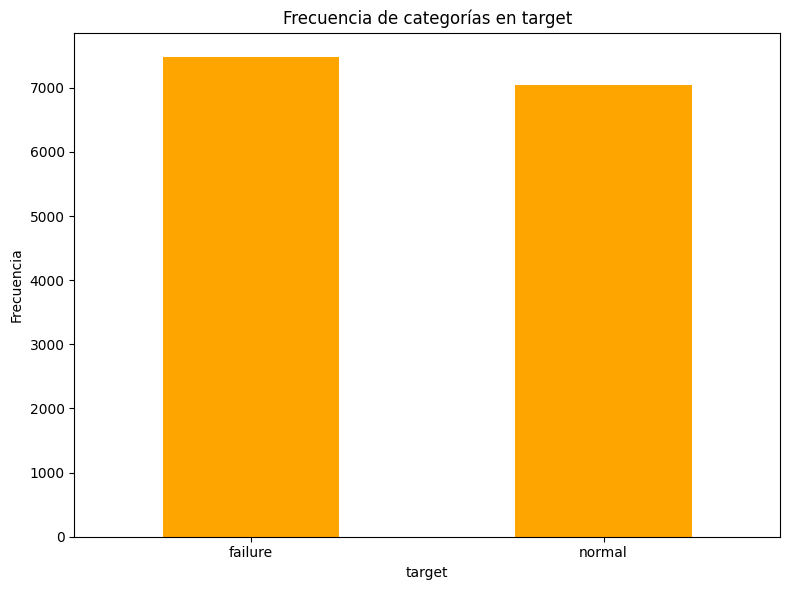 Frecuencia de categorías en target
Frecuencia
7000
6000
5000
4000
3000
2000
1000
0
failure
normal
target